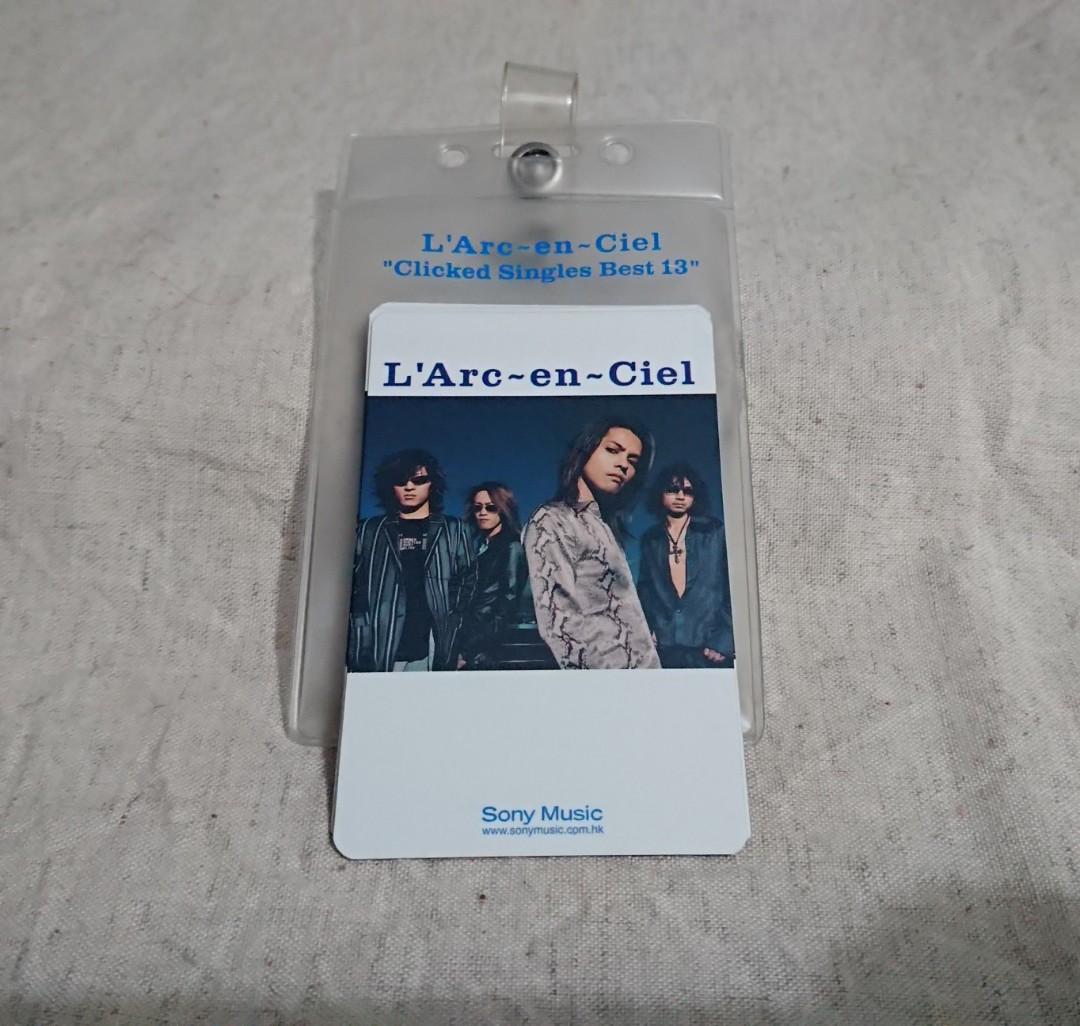 L'Arc~en~Ciel
"Clicked Singles Best 13"
L'Arc~en~Ciel
Sony Music
www.sonymusic.com.hk